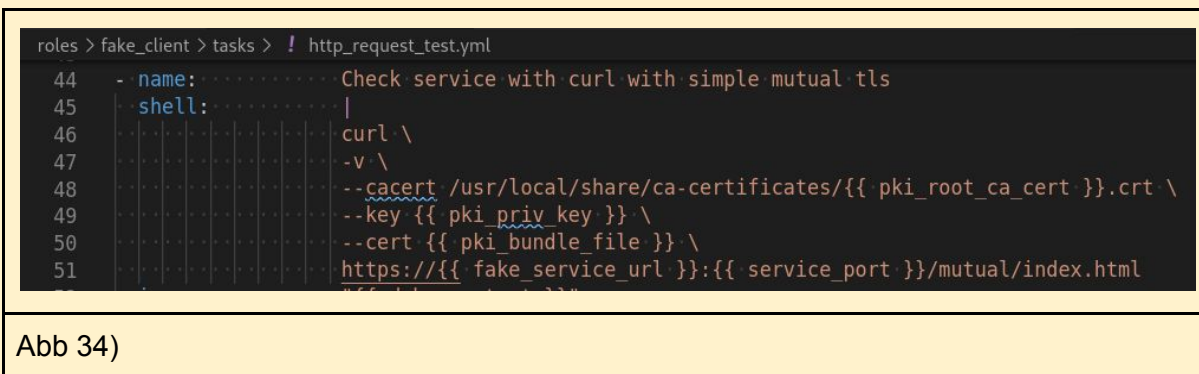 roles > fake_client > tasks > ! http_request_test.yml
44 - name: Check service with curl with simple mutual tls
45 shell: |
46 curl \
47 -v \
48 --cacert /usr/local/share/ca-certificates/{{ pki_root_ca_cert }}.crt \
49 --key {{ pki_priv_key }} \
50 --cert {{ pki_bundle_file }} \
51 https://{{ fake_service_url }}:{{ service_port }}/mutual/index.html
Abb 34)